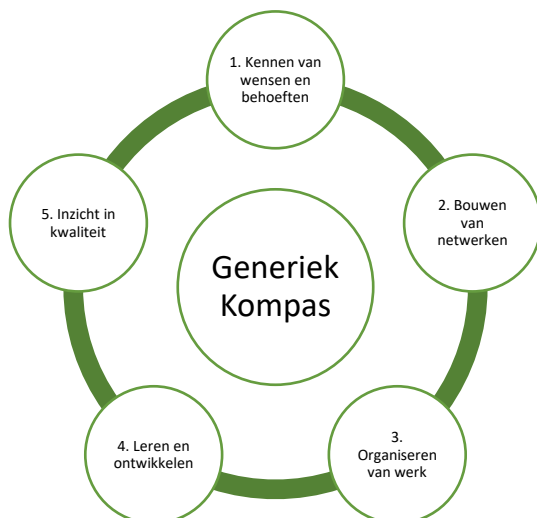 1. Kennen van
wensen en
behoeften
2. Bouwen
van
netwerken
3.
Organiseren
van werk
4. Leren en
ontwikkelen
5. Inzicht in
kwaliteit
Generiek
Kompas